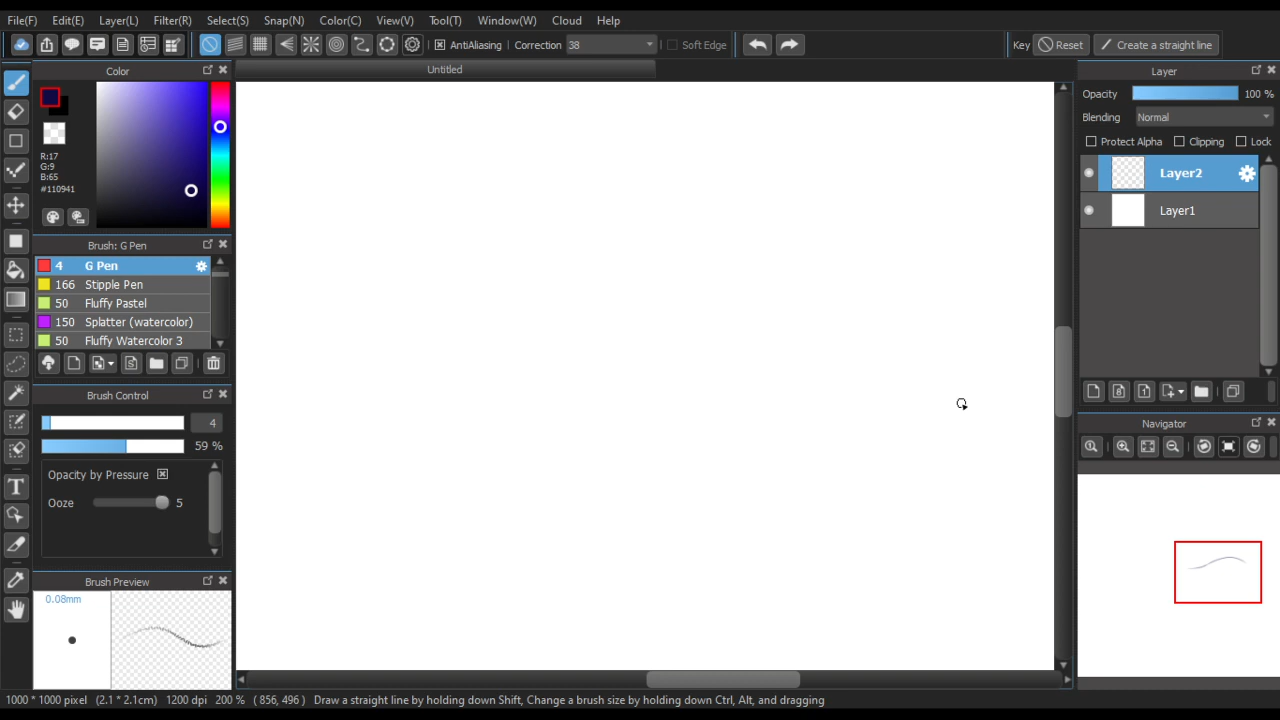 File(F) Edit(E) Layer(L) Filter(R) Select(S) Snap(N) Color(C) View(V) Tool(T) Window(W) Cloud Help
AntiAliasing Correction 38 Soft Edge Key Reset Create a straight line
Color
Untitled
Layer
R:17
G:9
B:65
#110941
Opacity 100 %
Blending Normal
Protect Alpha Clipping Lock
Layer2
Layer1
Brush: G Pen
4 G Pen
166 Stipple Pen
50 Fluffy Pastel
150 Splatter (watercolor)
50 Fluffy Watercolor 3
Brush Control
4
59 %
Opacity by Pressure
Ooze 5
Navigator
Brush Preview
0.08mm
1000 * 1000 pixel (2.1 * 2.1cm) 1200 dpi 200 % ( 856, 496 ) Draw a straight line by holding down Shift, Change a brush size by holding down Ctrl, Alt, and dragging